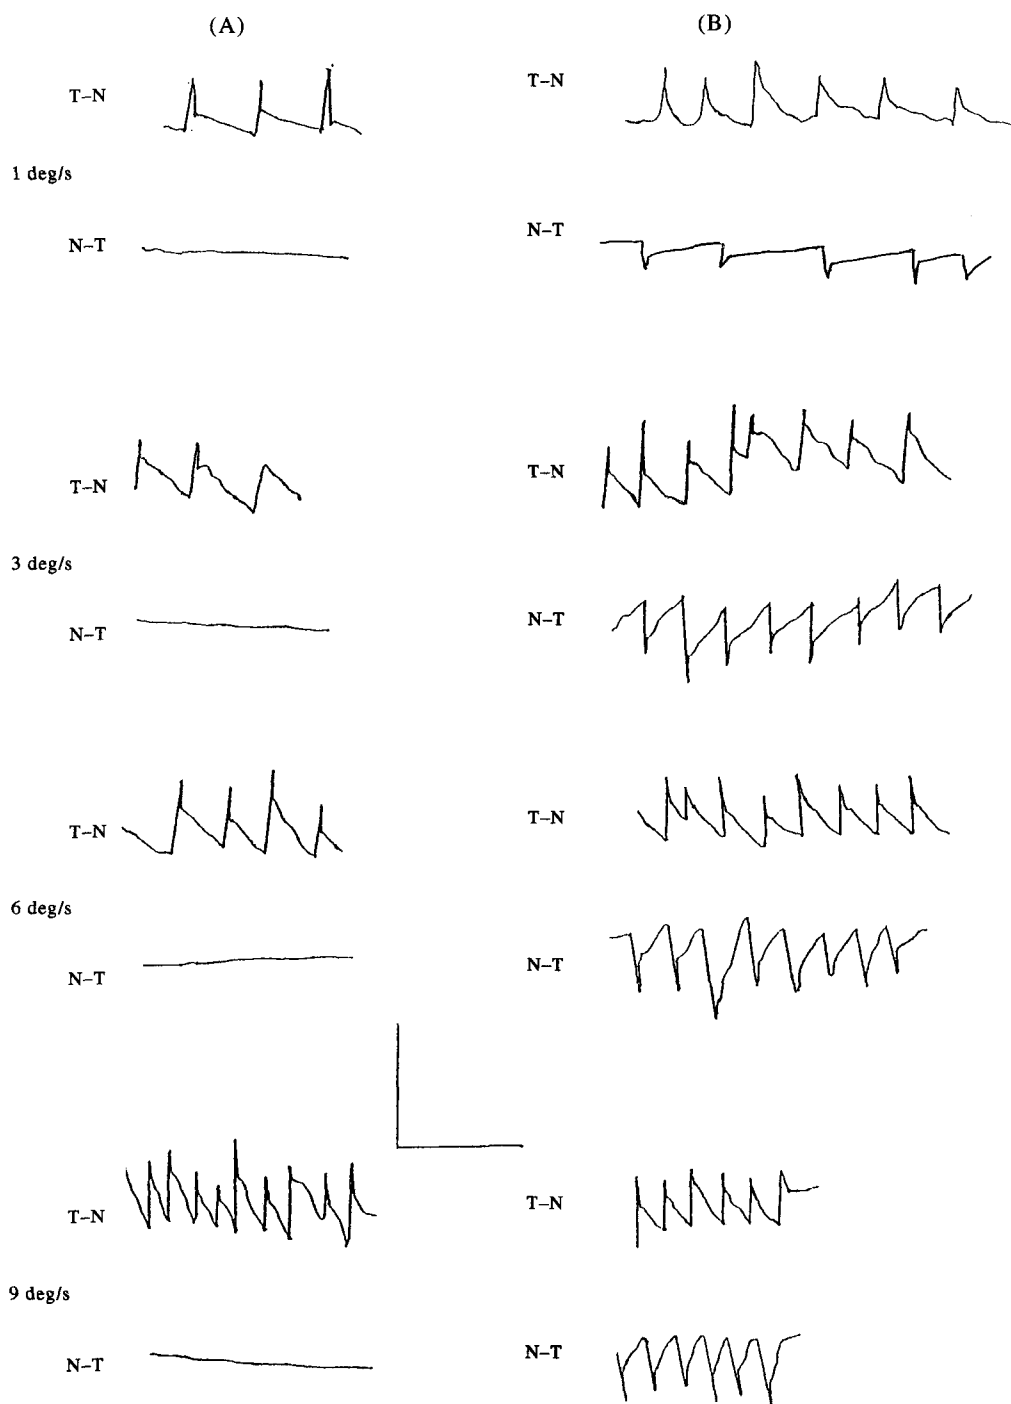 (A) (B)
T–N T–N
1 deg/s
N–T N–T
T–N T–N
3 deg/s
N–T N–T
T–N T–N
6 deg/s
N–T N–T
T–N T–N
9 deg/s
N–T N–T